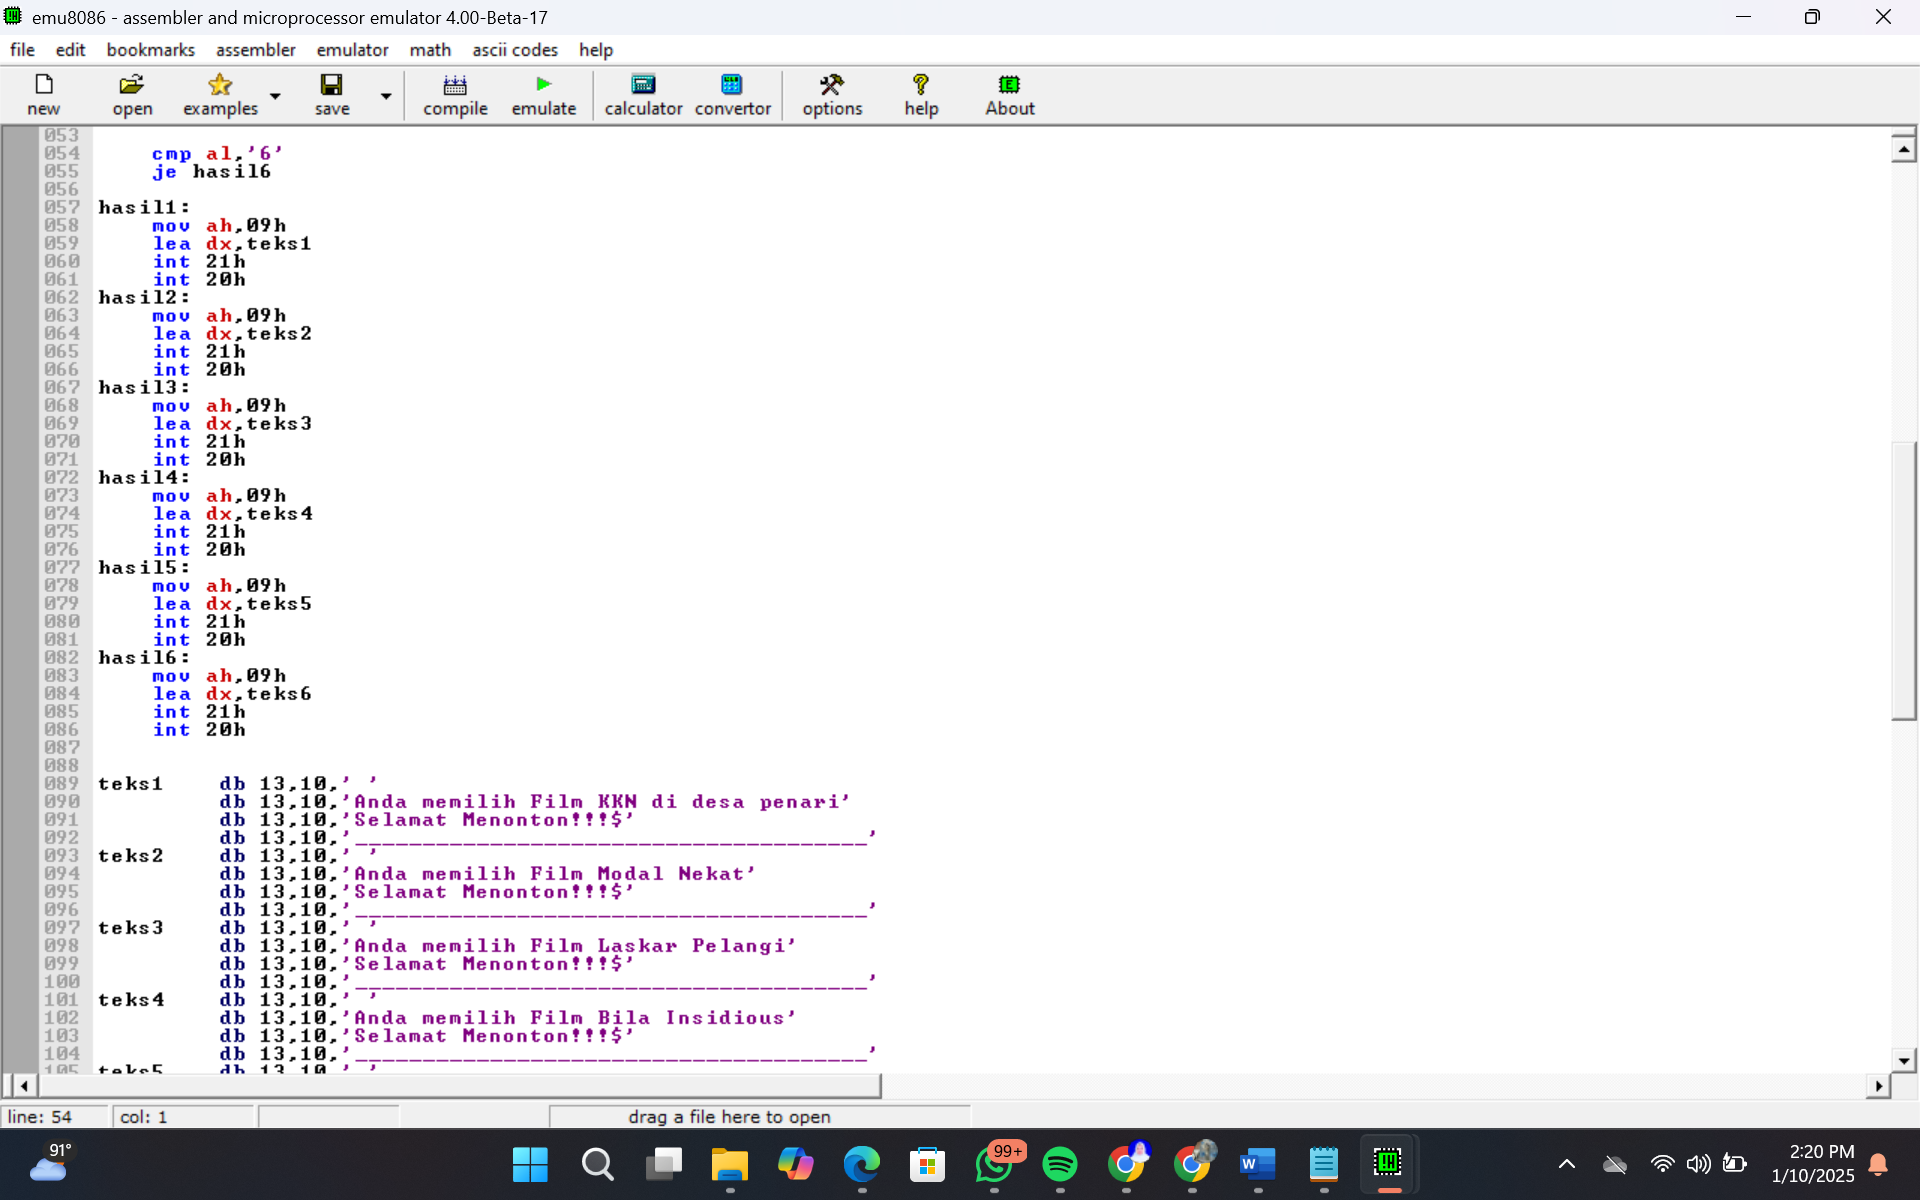 emu8086 - assembler and microprocessor emulator 4.00-Beta-17
file edit bookmarks assembler emulator math ascii codes help
new open examples save compile emulate calculator convertor options help About
053
054 cmp al,'6'
055 je hasil6
056
057 hasil1:
058 mov ah,09h
059 lea dx,teks1
060 int 21h
061 int 20h
062 hasil2:
063 mov ah,09h
064 lea dx,teks2
065 int 21h
066 int 20h
067 hasil3:
068 mov ah,09h
069 lea dx,teks3
070 int 21h
071 int 20h
072 hasil4:
073 mov ah,09h
074 lea dx,teks4
075 int 21h
076 int 20h
077 hasil5:
078 mov ah,09h
079 lea dx,teks5
080 int 21h
081 int 20h
082 hasil6:
083 mov ah,09h
084 lea dx,teks6
085 int 21h
086 int 20h
087
088
089 teks1 db 13,10,' '
090 db 13,10,'Anda memilih Film KKN di desa penari'
091 db 13,10,'Selamat Menonton!!!$'
092 db 13,10,'______________________________________'
093 teks2 db 13,10,' '
094 db 13,10,'Anda memilih Film Modal Nekat'
095 db 13,10,'Selamat Menonton!!!$'
096 db 13,10,'______________________________________'
097 teks3 db 13,10,' '
098 db 13,10,'Anda memilih Film Laskar Pelangi'
099 db 13,10,'Selamat Menonton!!!$'
100 db 13,10,'______________________________________'
101 teks4 db 13,10,' '
102 db 13,10,'Anda memilih Film Bila Insidious'
103 db 13,10,'Selamat Menonton!!!$'
104 db 13,10,'______________________________________'
105 teks5 db 13,10,' '
line: 54 col: 1 drag a file here to open
91° 99+ 2:20 PM
1/10/2025